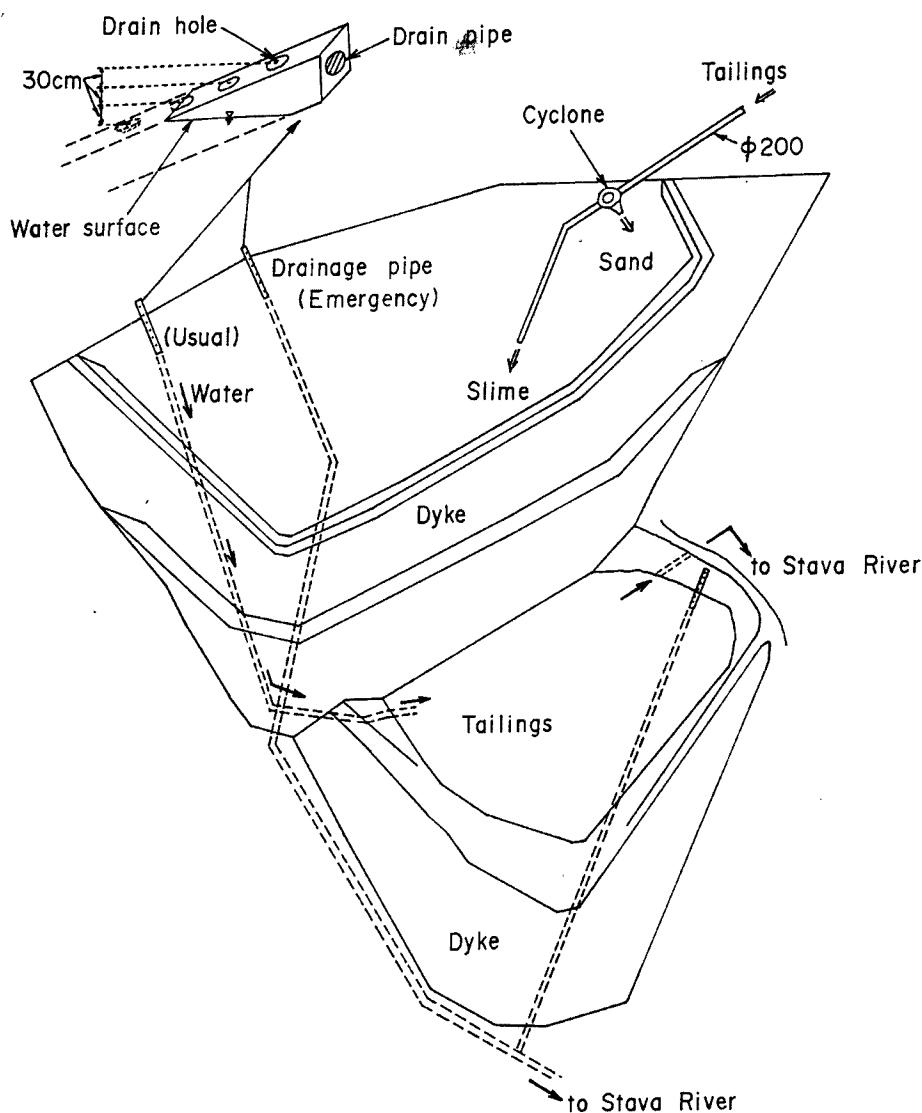 Drain hole
Drain pipe
30cm
Tailings
Cyclone
ϕ200
Water surface
Drainage pipe
(Emergency)
Sand
(Usual)
Water
Slime
Dyke
to Stava River
Tailings
Dyke
to Stava River